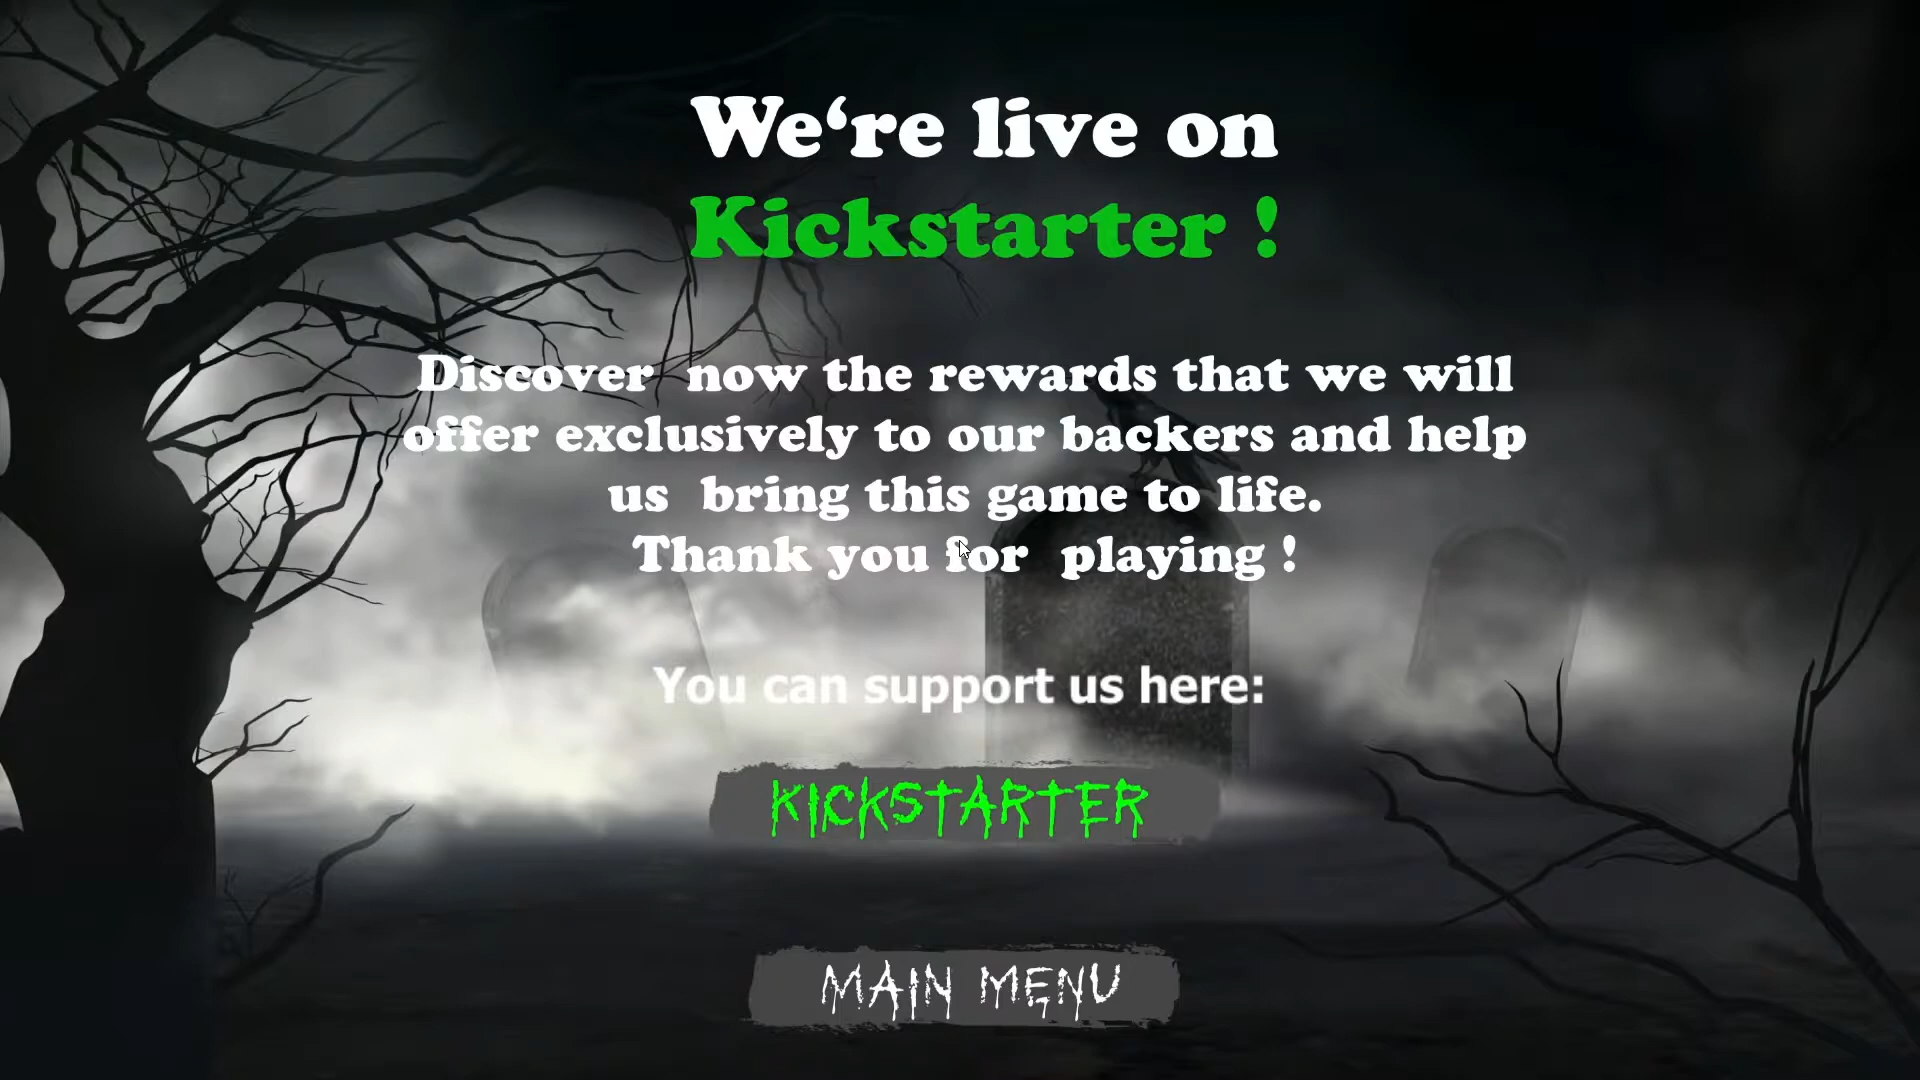 We‘re live on
Kickstarter !
Discover now the rewards that we will
offer exclusively to our backers and help
us bring this game to life.
Thank you for playing !
You can support us here:
KICKSTARTER
MAIN MENU